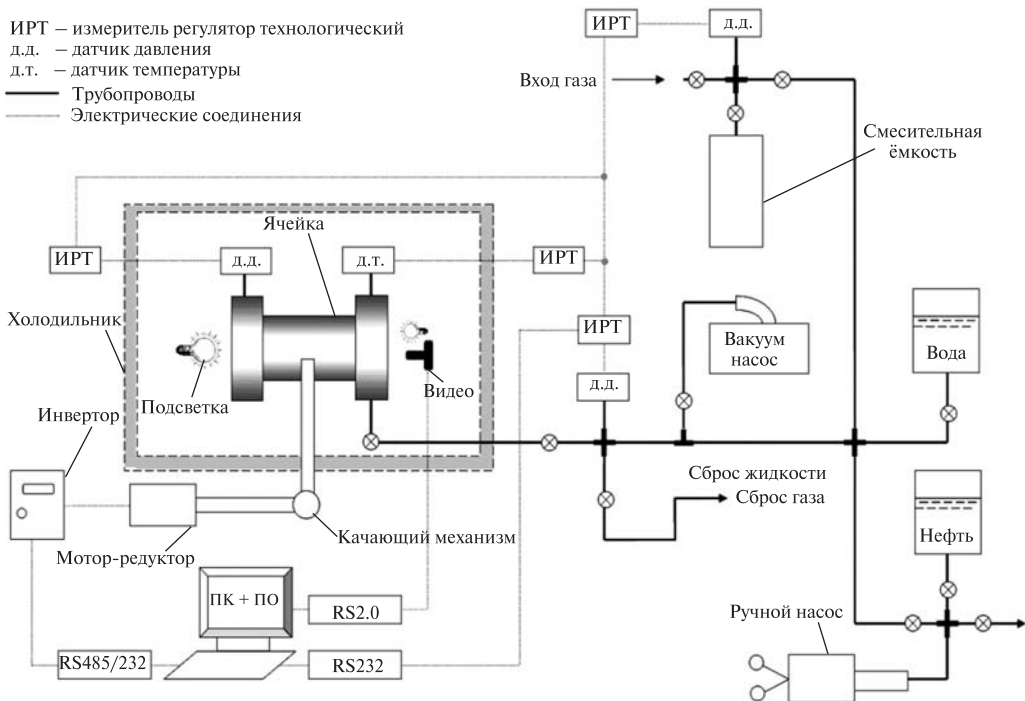 ИРТ – измеритель регулятор технологический
д.д. – датчик давления
д.т. – датчик температуры
Трубопроводы
Электрические соединения
ИРТ
д.д.
Вход газа
Смесительная
ёмкость
Ячейка
ИРТ
д.д.
д.т.
ИРТ
Холодильник
ИРТ
Вакуум
насос
Вода
Подсветка
Видео
д.д.
Инвертор
Сброс жидкости
Сброс газа
Нефть
Качающий механизм
Мотор-редуктор
ПК + ПО
RS2.0
Ручной насос
RS485/232
RS232